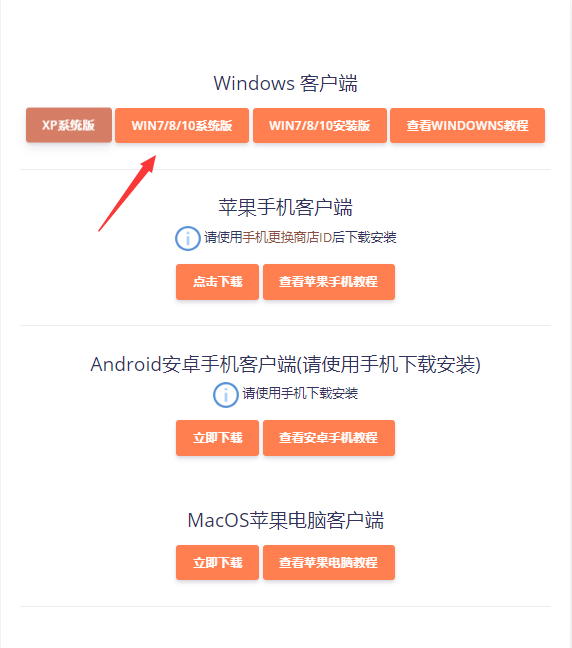 Windows 客户端
XP系统版 WIN7/8/10系统版 WIN7/8/10安装版 查看WINDOWNS教程
苹果手机客户端
请使用手机更换商店ID后下载安装
点击下载 查看苹果手机教程
Android安卓手机客户端(请使用手机下载安装)
请使用手机下载安装
立即下载 查看安卓手机教程
MacOS苹果电脑客户端
立即下载 查看苹果电脑教程